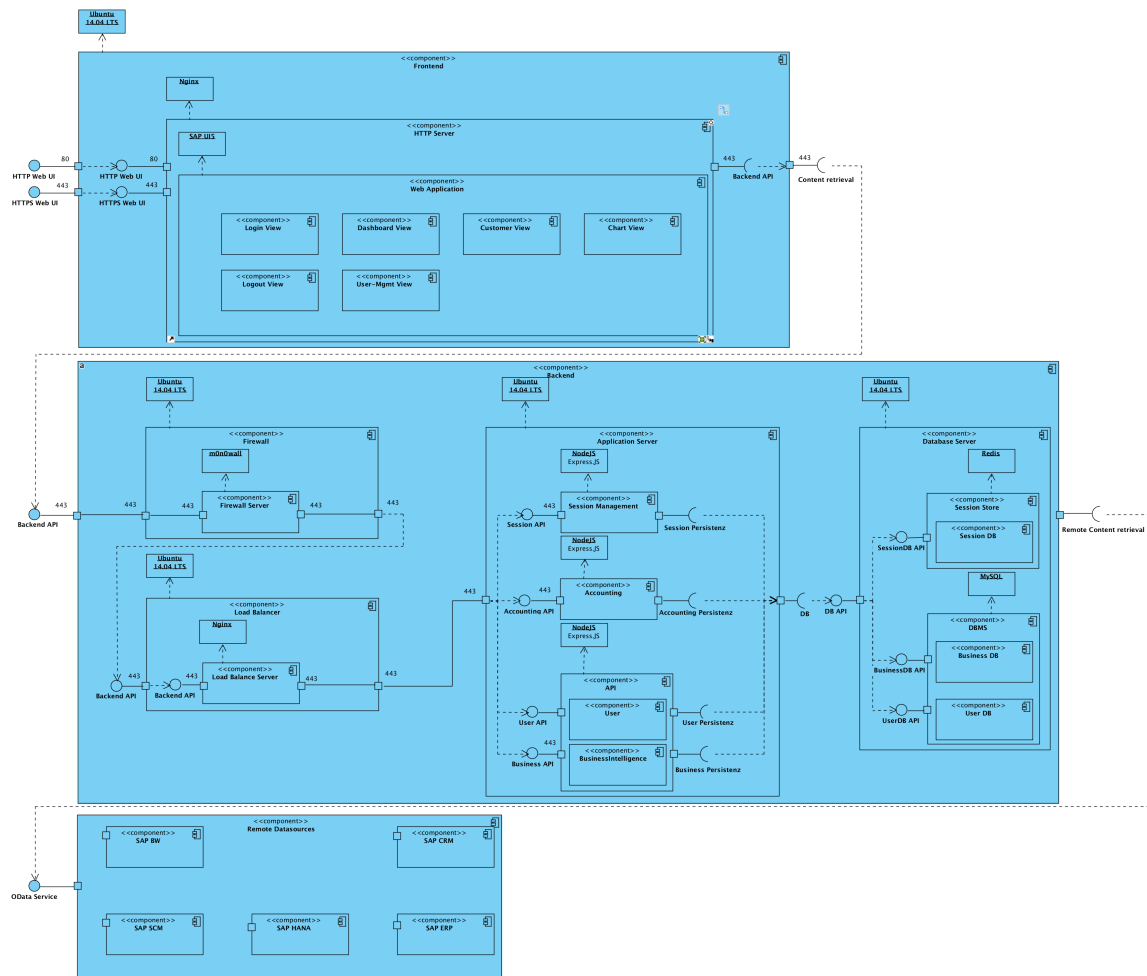 Ubuntu
14.04 LTS
<<component>>
Frontend
Nginx
<<component>>
HTTP Server
SAP UI5
80
HTTP Web UI
80
HTTP Web UI
443
HTTPS Web UI
443
HTTPS Web UI
443
Backend API
443
Content retrieval
<<component>>
Web Application
<<component>>
Login View
<<component>>
Dashboard View
<<component>>
Customer View
<<component>>
Chart View
<<component>>
Logout View
<<component>>
User-Mgmt View
a
<<component>>
Backend
Ubuntu
14.04 LTS
Ubuntu
14.04 LTS
Ubuntu
14.04 LTS
<<component>>
Firewall
m0n0wall
<<component>>
Firewall Server
443
443
443
443
443
Backend API
Ubuntu
14.04 LTS
<<component>>
Load Balancer
Nginx
<<component>>
Load Balance Server
443
Backend API
443
Backend API
443
443
443
<<component>>
Application Server
NodeJS
Express.JS
<<component>>
Session Management
443
Session API
Session Persistenz
NodeJS
Express.JS
<<component>>
Accounting
443
Accounting API
Accounting Persistenz
NodeJS
Express.JS
<<component>>
API
<<component>>
User
User API
User Persistenz
<<component>>
BusinessIntelligence
443
Business API
Business Persistenz
DB
DB API
<<component>>
Database Server
Redis
<<component>>
Session Store
<<component>>
Session DB
SessionDB API
MySQL
<<component>>
DBMS
<<component>>
Business DB
BusinessDB API
<<component>>
User DB
UserDB API
443
Remote Content retrieval
<<component>>
Remote Datasources
<<component>>
SAP BW
<<component>>
SAP CRM
OData Service
<<component>>
SAP SCM
<<component>>
SAP HANA
<<component>>
SAP ERP